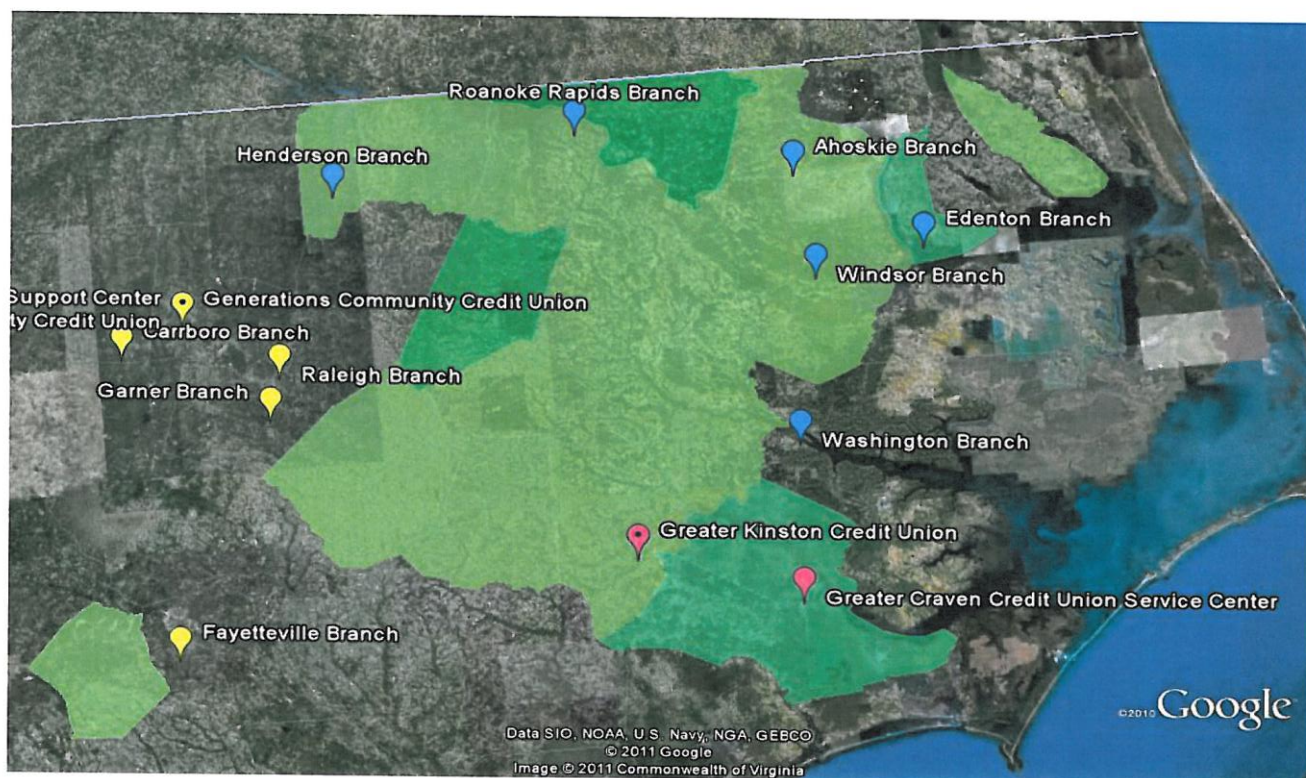 Roanoke Rapids Branch
Henderson Branch
Ahoskie Branch
Edenton Branch
Windsor Branch
Support Center
Generations Community Credit Union
ty Credit Union
Carrboro Branch
Raleigh Branch
Garner Branch
Washington Branch
Greater Kinston Credit Union
Greater Craven Credit Union Service Center
Fayetteville Branch
©2010 Google
Data SIO, NOAA, U.S. Navy, NGA, GEBCO
© 2011 Google
Image © 2011 Commonwealth of Virginia